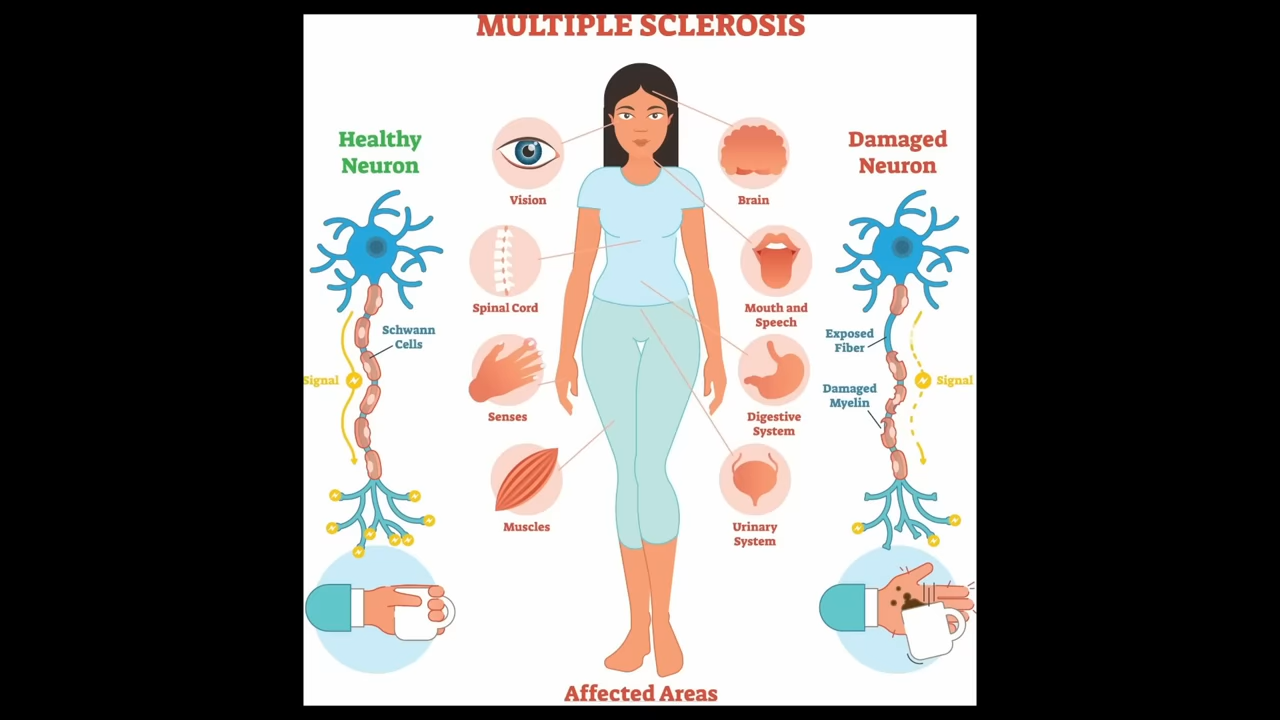 MULTIPLE SCLEROSIS
Healthy
Neuron
Schwann
Cells
Signal
Vision
Spinal Cord
Senses
Muscles
Brain
Mouth and
Speech
Digestive
System
Urinary
System
Damaged
Neuron
Exposed
Fiber
Damaged
Myelin
Signal
Affected Areas